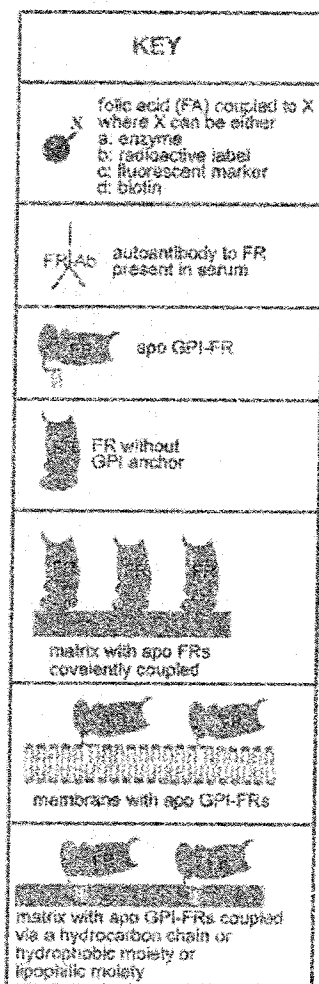 KEY
X
folic acid (FA) coupled to X
where X can be either
a: enzyme
b: radioactive label
c: fluorescent marker
d: biotin
FR Ab
autoantibody to FR
present in serum
FR
apo GPI-FR
FR without
GPI anchor
FR FR FR
matrix with apo FRs
covalently coupled
FR FR
membrane with apo GPI-FRs
FR FR
matrix with apo GPI-FRs coupled
via a hydrocarbon chain or
hydrophobic moiety or
lipophilic moiety